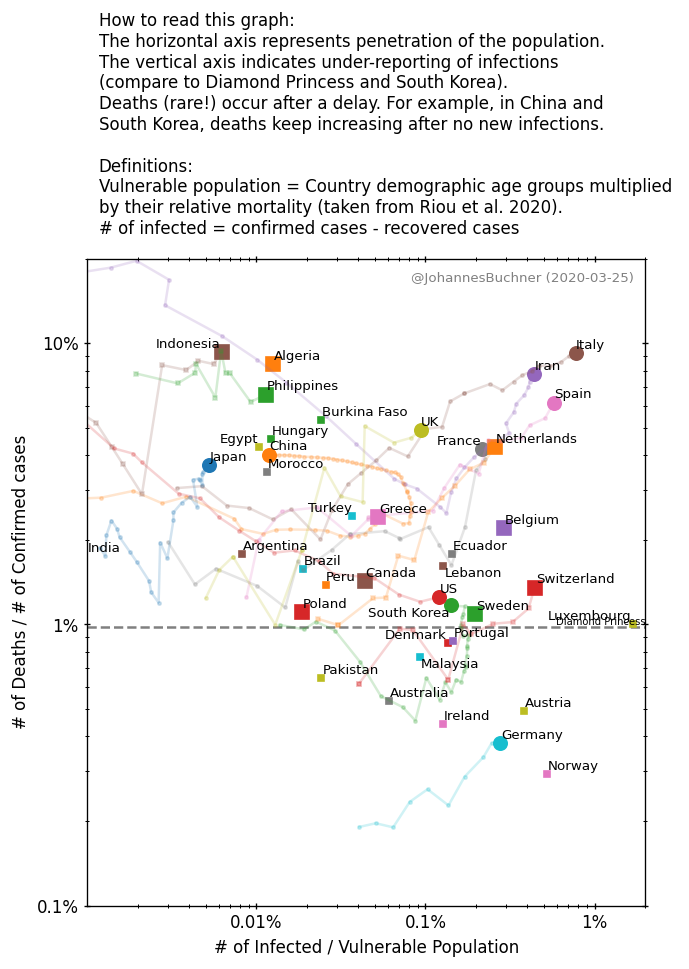 How to read this graph:
The horizontal axis represents penetration of the population.
The vertical axis indicates under-reporting of infections
(compare to Diamond Princess and South Korea).
Deaths (rare!) occur after a delay. For example, in China and
South Korea, deaths keep increasing after no new infections.
Definitions:
Vulnerable population = Country demographic age groups multiplied
by their relative mortality (taken from Riou et al. 2020).
# of infected = confirmed cases - recovered cases
@JohannesBuchner (2020-03-25)
10%
Indonesia
Algeria
Italy
Iran
Philippines
Spain
Burkina Faso
UK
Hungary
Egypt
China
France
Netherlands
Japan
Morocco
Turkey
Greece
Belgium
India
Argentina
Ecuador
Brazil
Lebanon
Peru
Canada
Switzerland
US
Poland
South Korea
Sweden
Luxembourg
Diamond Princess
1%
Denmark
Portugal
Malaysia
Pakistan
Australia
Austria
Ireland
Germany
Norway
0.1%
0.01%
0.1%
1%
# of Deaths / # of Confirmed cases
# of Infected / Vulnerable Population